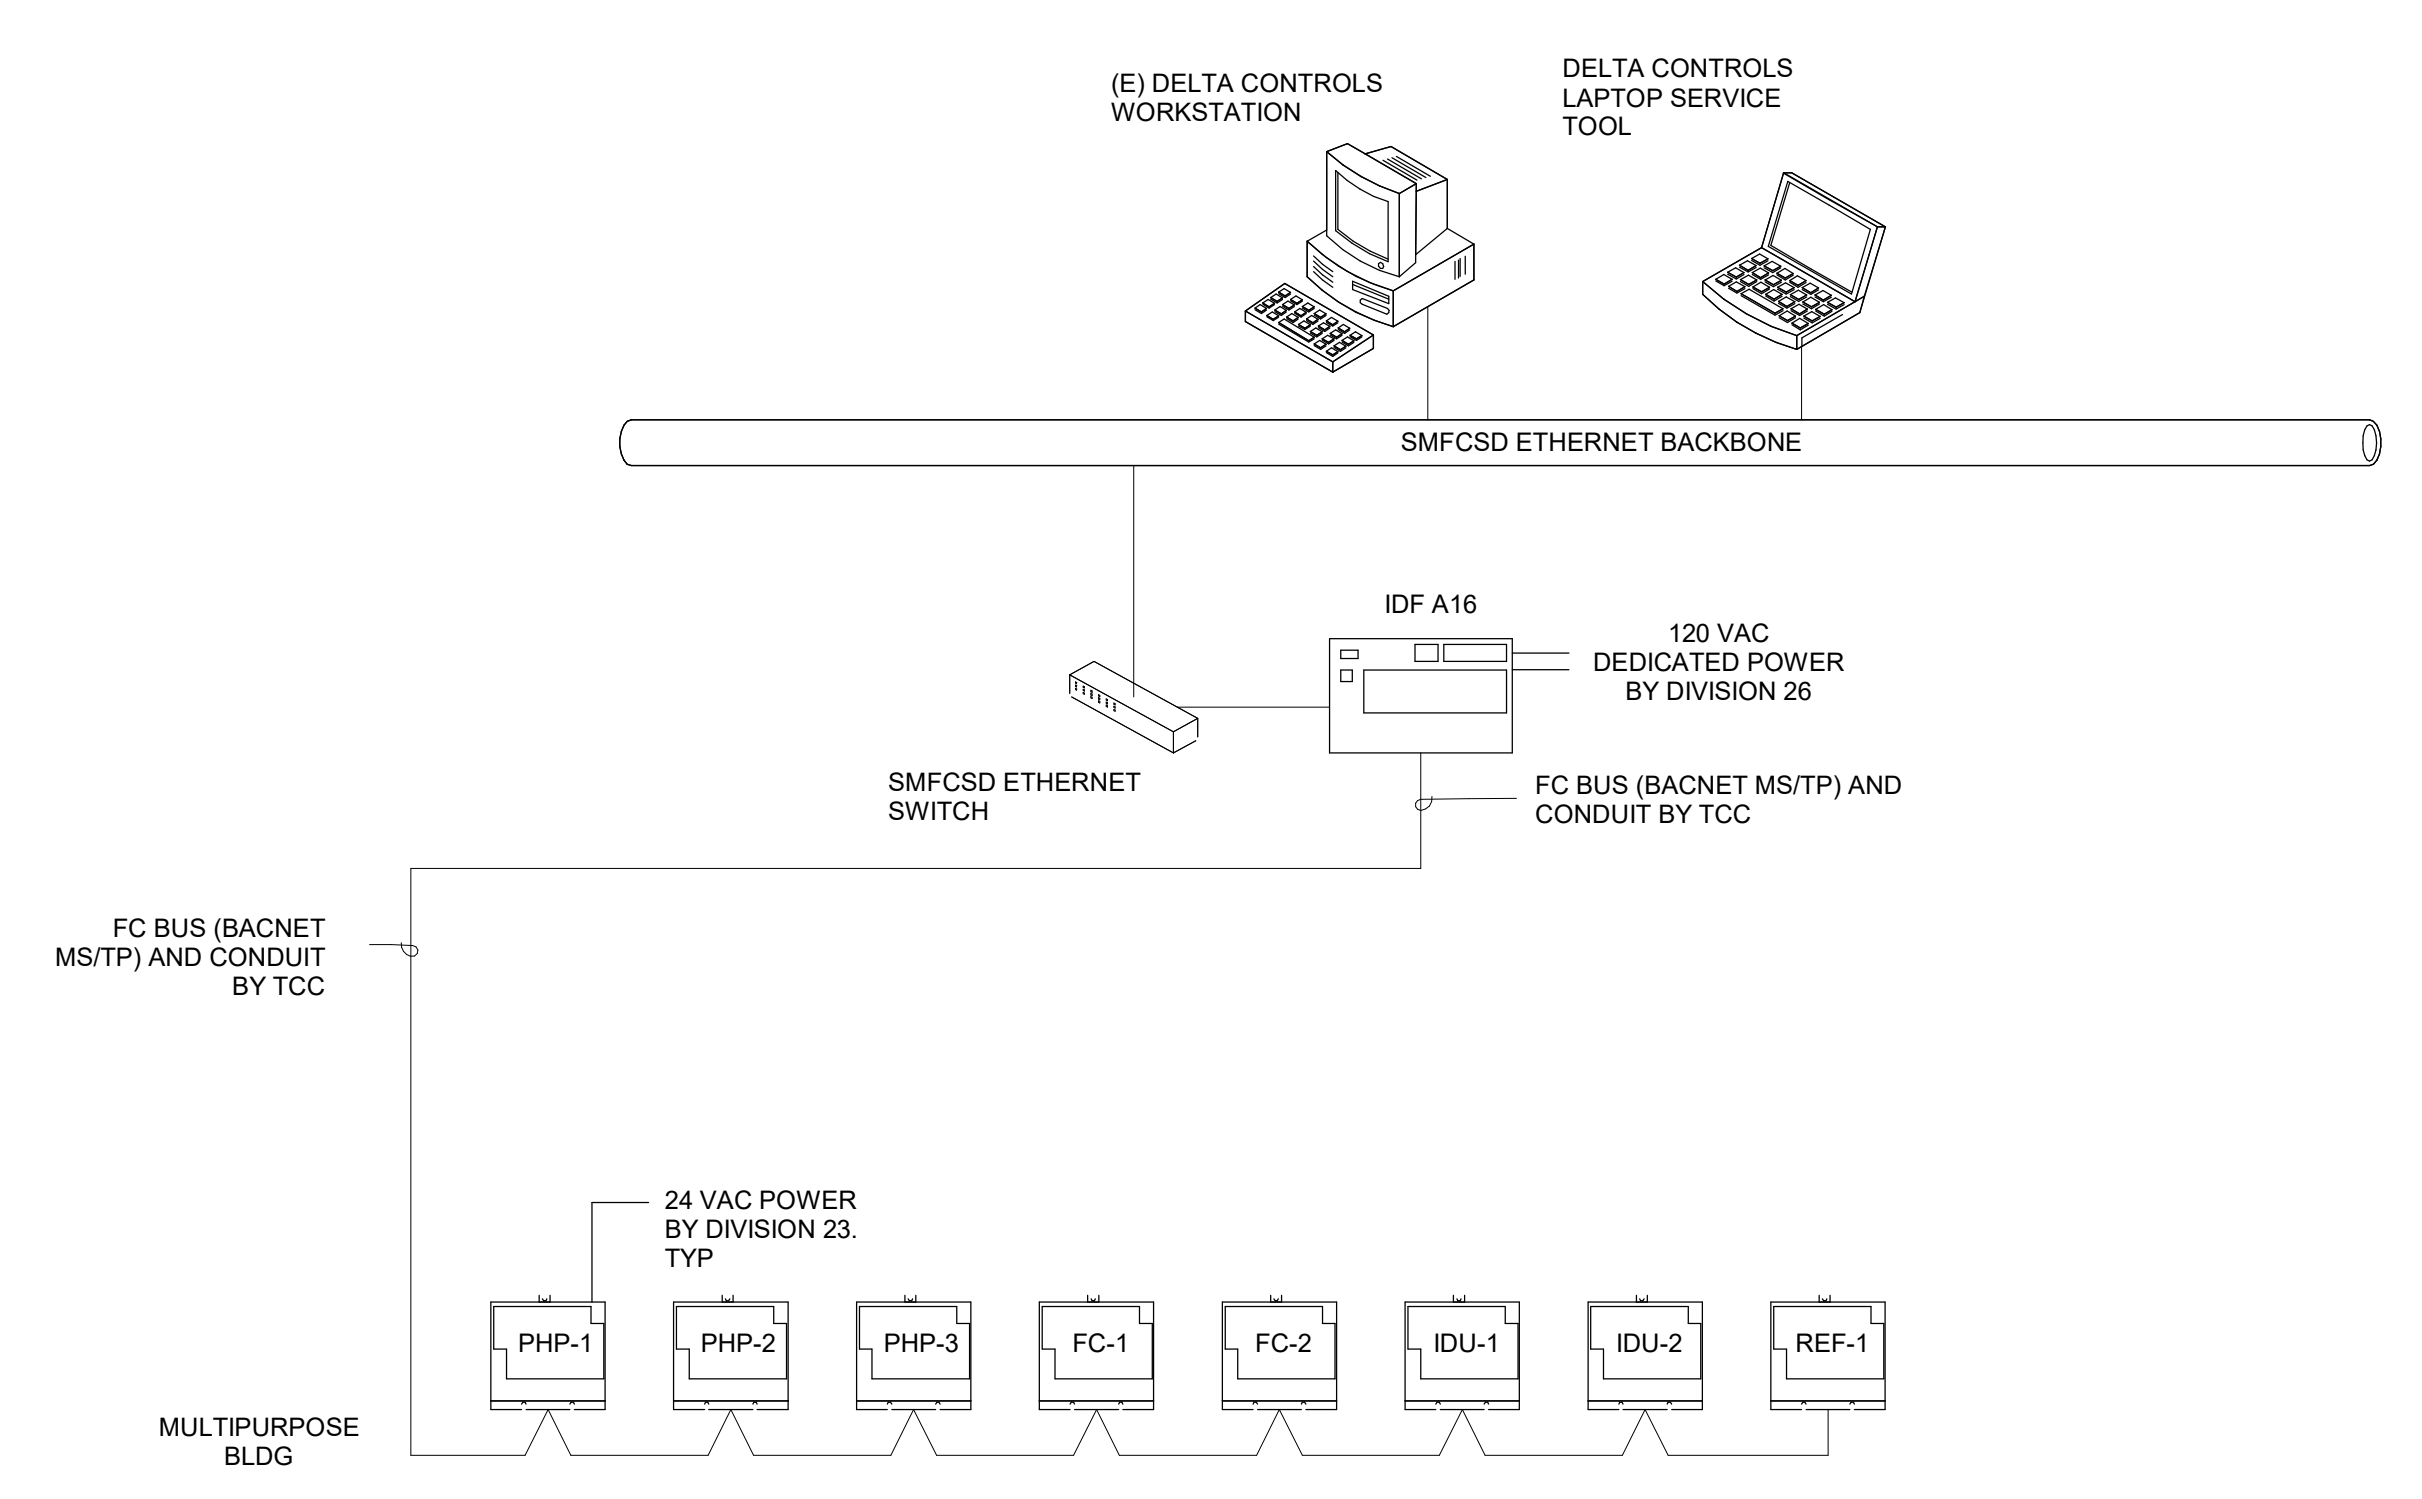 (E) DELTA CONTROLS
WORKSTATION
DELTA CONTROLS
LAPTOP SERVICE
TOOL
SMFCSD ETHERNET BACKBONE
IDF A16
120 VAC
DEDICATED POWER
BY DIVISION 26
SMFCSD ETHERNET
SWITCH
FC BUS (BACNET MS/TP) AND
CONDUIT BY TCC
FC BUS (BACNET
MS/TP) AND CONDUIT
BY TCC
24 VAC POWER
BY DIVISION 23.
TYP
PHP-1
PHP-2
PHP-3
FC-1
FC-2
IDU-1
IDU-2
REF-1
MULTIPURPOSE
BLDG